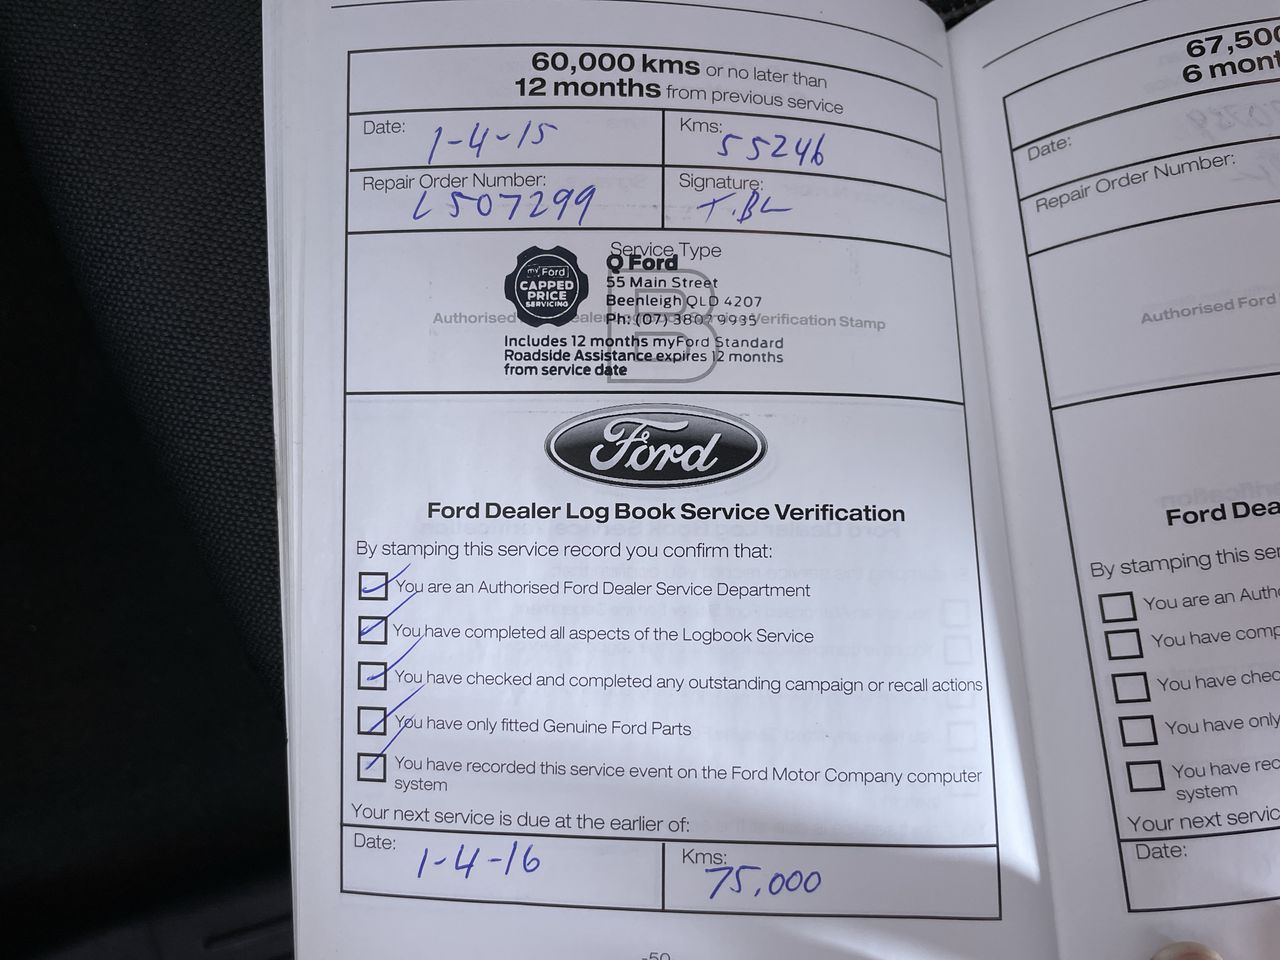 60,000 kms or no later than
12 months from previous service
Date: 1-4-15
Kms: 55246
Repair Order Number: L507299
Signature: T.BL
Service Type
B
my Ford
CAPPED
PRICE
SERVICING
Q Ford
55 Main Street
Beenleigh QLD 4207
Ph: (07) 3807 9935
Authorised Verification Stamp
Includes 12 months myFord Standard
Roadside Assistance expires 12 months
from service date
Ford
Ford Dealer Log Book Service Verification
By stamping this service record you confirm that:
You are an Authorised Ford Dealer Service Department
You have completed all aspects of the Logbook Service
You have checked and completed any outstanding campaign or recall actions
You have only fitted Genuine Ford Parts
You have recorded this service event on the Ford Motor Company computer
system
Your next service is due at the earlier of:
Date: 1-4-16
Kms: 75,000
-50
67,500
6 mont
Date:
Repair Order Number:
Authorised Ford
Ford Dea
By stamping this ser
You are an Auth
You have comp
You have chec
You have only
You have rec
system
Your next servic
Date: